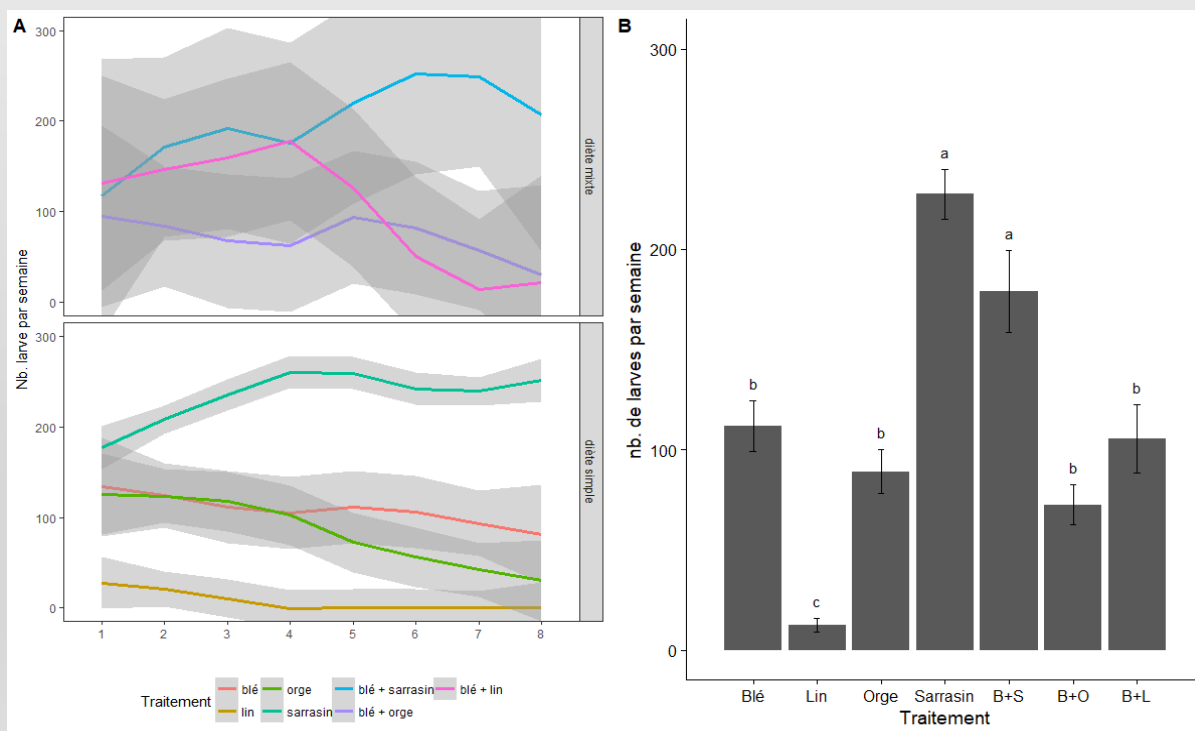 A
Nb. larve par semaine
300
200
100
0
diète mixte
300
200
100
0
diète simple
1 2 3 4 5 6 7 8
Traitement
blé orge blé + sarrasin blé + lin
lin sarrasin blé + orge
B
nb. de larves par semaine
300
200
100
0
b c b a a b b
Blé Lin Orge Sarrasin B+S B+O B+L
Traitement